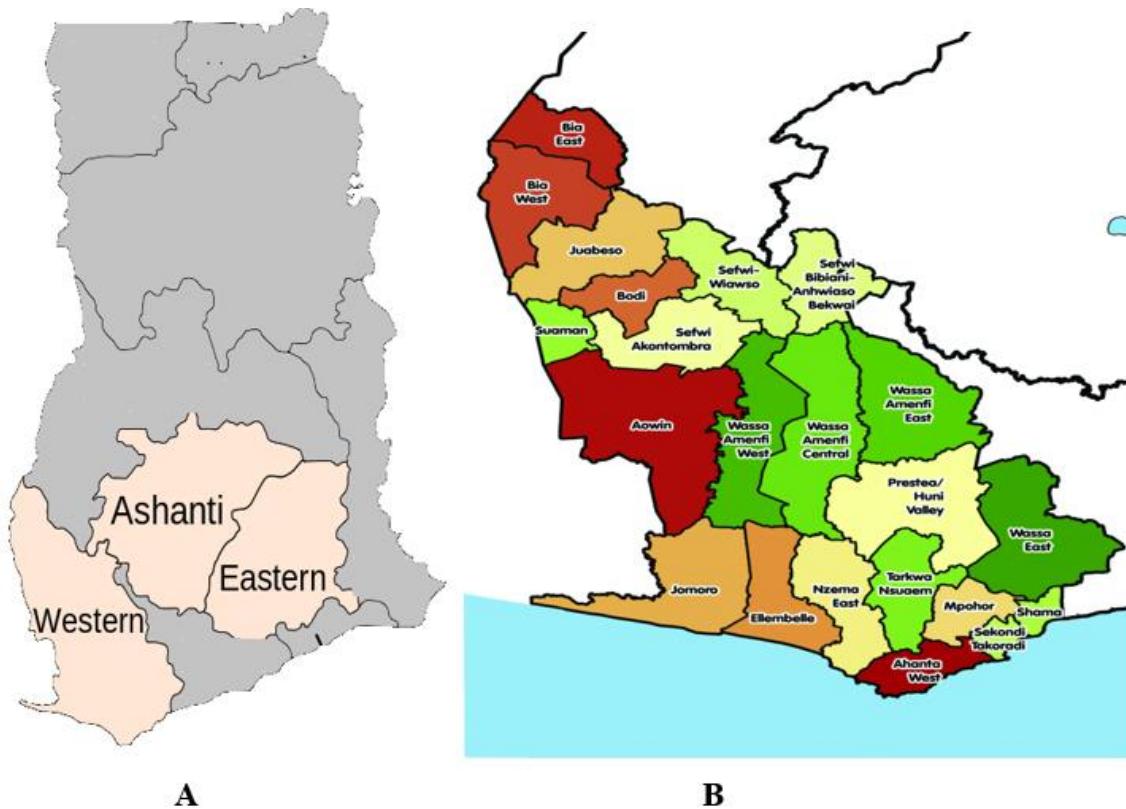 Ashanti
Eastern
Western
A
Bia
East
Bia
West
Juabeso
Sefwi-
Wiawso
Sefwi
Bibiani-
Anhwiaso
Bekwai
Bodi
Suaman
Sefwi
Akontombra
Aowin
Wassa
Amenfi
West
Wassa
Amenfi
Central
Wassa
Amenfi
East
Prestea/
Huni
Valley
Wassa
East
Jomoro
Ellembelle
Nzema
East
Tarkwa
Nsuaem
Mpohor
Shama
Sekondi
Takoradi
Ahanta
West
B